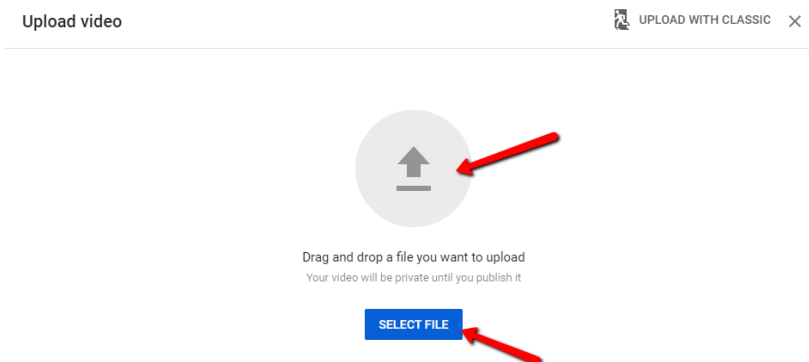 Upload video
UPLOAD WITH CLASSIC
Drag and drop a file you want to upload
Your video will be private until you publish it
SELECT FILE